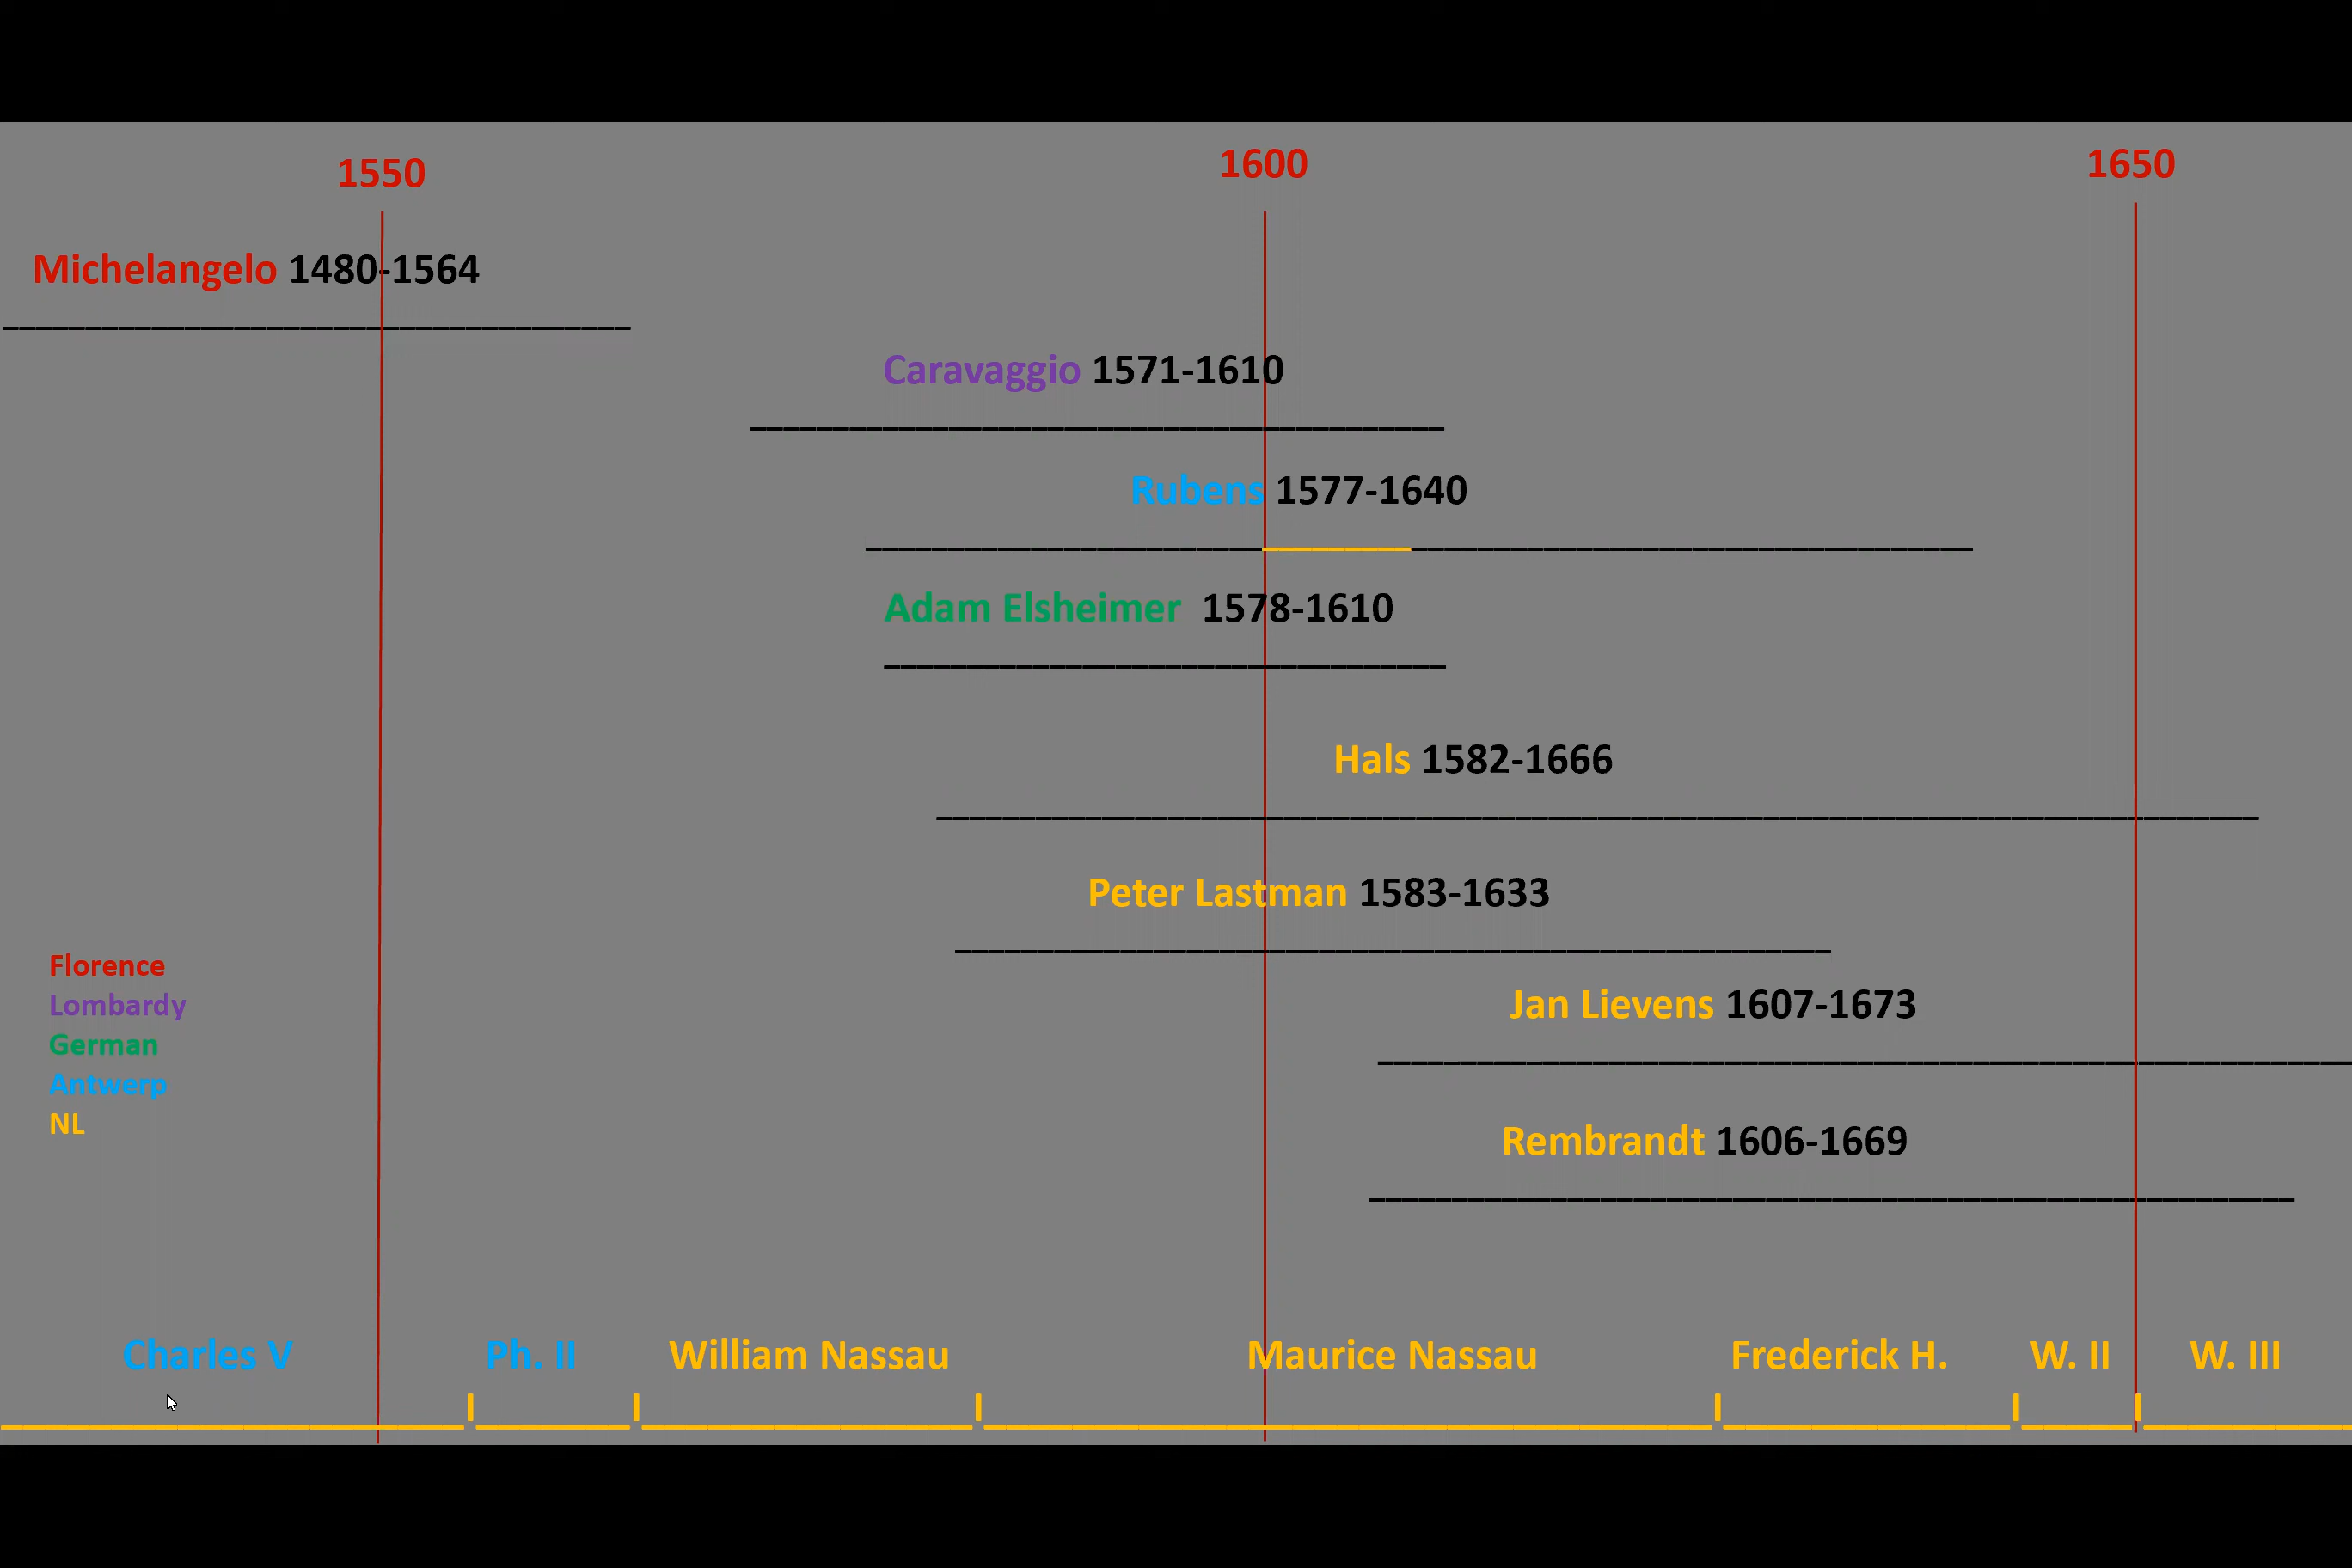 1550 1600 1650
Michelangelo 1480-1564
Caravaggio 1571-1610
Rubens 1577-1640
Adam Elsheimer 1578-1610
Hals 1582-1666
Peter Lastman 1583-1633
Jan Lievens 1607-1673
Rembrandt 1606-1669
Florence
Lombardy
German
Antwerp
NL
Charles V Ph. II William Nassau Maurice Nassau Frederick H. W. II W. III